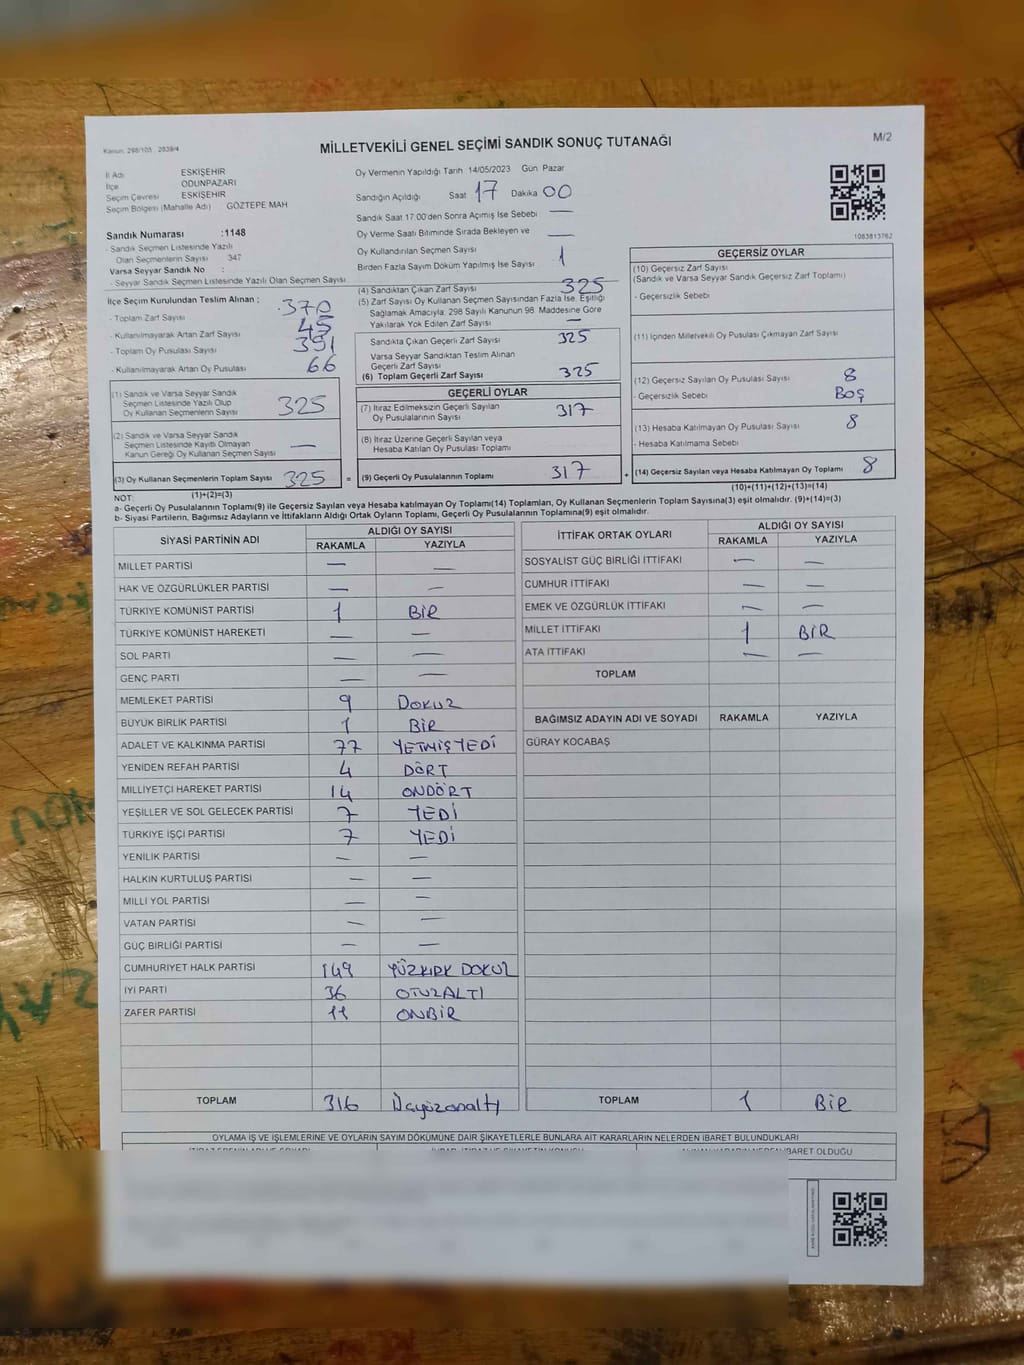 Kanun: 298/105 , 2839/4
MİLLETVEKİLİ GENEL SEÇİMİ SANDIK SONUÇ TUTANAĞI
M/2
İl Adı ESKİŞEHİR
İlçe ODUNPAZARI
Seçim Çevresi ESKİŞEHİR
Seçim Bölgesi (Mahalle Adı) GÖZTEPE MAH
Sandık Numarası :1148
- Sandık Seçmen Listesinde Yazılı
Olan Seçmenlerin Sayısı 347
Varsa Seyyar Sandık No :
- Seyyar Sandık Seçmen Listesinde Yazılı Olan Seçmen Sayısı
İlçe Seçim Kurulundan Teslim Alınan ;
- Toplam Zarf Sayısı 370
- Kullanılmayarak Artan Zarf Sayısı 45
- Toplam Oy Pusulası Sayısı 391
- Kullanılmayarak Artan Oy Pusulası 66
(1) Sandık ve Varsa Seyyar Sandık
Seçmen Listesinde Yazılı Olup
Oy Kullanan Seçmenlerin Sayısı 325
(2) Sandık ve Varsa Seyyar Sandık
Seçmen Listesinde Kayıtlı Olmayan
Kanun Gereği Oy Kullanan Seçmen Sayısı —
(3) Oy Kullanan Seçmenlerin Toplam Sayısı 325 =
(1)+(2)=(3)
Oy Vermenin Yapıldığı Tarih 14/05/2023 Gün Pazar
Sandığın Açıldığı Saat 17 Dakika 00
Sandık Saat 17:00'den Sonra Açımış İse Sebebi —
Oy Verme Saati Bitiminde Sırada Bekleyen ve
Oy Kullandırılan Seçmen Sayısı —
Birden Fazla Sayım Döküm Yapılmış İse Sayısı 1
(4) Sandıktan Çıkan Zarf Sayısı 325
(5) Zarf Sayısı Oy Kullanan Seçmen Sayısından Fazla İse, Eşitliği
Sağlamak Amacıyla; 298 Sayılı Kanunun 98. Maddesine Göre
Yakılarak Yok Edilen Zarf Sayısı —
Sandıkta Çıkan Geçerli Zarf Sayısı 325
Varsa Seyyar Sandıktan Teslim Alınan
Geçerli Zarf Sayısı
(6) Toplam Geçerli Zarf Sayısı 325
GEÇERLİ OYLAR
(7) İtiraz Edilmeksizin Geçerli Sayılan
Oy Pusulalarının Sayısı 317
(8) İtiraz Üzerine Geçerli Sayılan veya
Hesaba Katılan Oy Pusulası Toplamı
(9) Geçerli Oy Pusulalarının Toplamı 317 +
1083813762
GEÇERSİZ OYLAR
(10) Geçersiz Zarf Sayısı
(Sandık ve Varsa Seyyar Sandık Geçersiz Zarf Toplamı)
- Geçersizlik Sebebi
(11) İçinden Milletvekili Oy Pusulası Çıkmayan Zarf Sayısı
(12) Geçersiz Sayılan Oy Pusulası Sayısı 8
- Geçersizlik Sebebi BOŞ
(13) Hesaba Katılmayan Oy Pusulası Sayısı 8
- Hesaba Katılmama Sebebi
(14) Geçersiz Sayılan veya Hesaba Katılmayan Oy Toplamı 8
(10)+(11)+(12)+(13)=(14)
NOT:
a- Geçerli Oy Pusulalarının Toplamı(9) ile Geçersiz Sayılan veya Hesaba katılmayan Oy Toplamı(14) Toplamları, Oy Kullanan Seçmenlerin Toplam Sayısına(3) eşit olmalıdır. (9)+(14)=(3)
b- Siyasi Partilerin, Bağımsız Adayların ve İttifakların Aldığı Ortak Oyların Toplamı, Geçerli Oy Pusulalarının Toplamına(9) eşit olmalıdır.
SİYASİ PARTİNİN ADI ALDIĞI OY SAYISI
RAKAMLA YAZIYLA
MİLLET PARTİSİ — —
HAK VE ÖZGÜRLÜKLER PARTİSİ — —
TÜRKİYE KOMÜNİST PARTİSİ 1 BİR
TÜRKİYE KOMÜNİST HAREKETİ — —
SOL PARTİ — —
GENÇ PARTİ — —
MEMLEKET PARTİSİ 9 DOKUZ
BÜYÜK BİRLİK PARTİSİ 1 BİR
ADALET VE KALKINMA PARTİSİ 77 YETMİŞYEDİ
YENİDEN REFAH PARTİSİ 4 DÖRT
MİLLİYETÇİ HAREKET PARTİSİ 14 ONDÖRT
YEŞİLLER VE SOL GELECEK PARTİSİ 7 YEDİ
TÜRKİYE İŞÇİ PARTİSİ 7 YEDİ
YENİLİK PARTİSİ — —
HALKIN KURTULUŞ PARTİSİ — —
MİLLİ YOL PARTİSİ — —
VATAN PARTİSİ — —
GÜÇ BİRLİĞİ PARTİSİ — —
CUMHURİYET HALK PARTİSİ 149 YÜZKIRK DOKUZ
İYİ PARTİ 36 OTUZALTI
ZAFER PARTİSİ 11 ONBİR
TOPLAM 316 Üçyüzonaltı
İTTİFAK ORTAK OYLARI ALDIĞI OY SAYISI
RAKAMLA YAZIYLA
SOSYALİST GÜÇ BİRLİĞİ İTTİFAKI — —
CUMHUR İTTİFAKI — —
EMEK VE ÖZGÜRLÜK İTTİFAKI — —
MİLLET İTTİFAKI 1 BİR
ATA İTTİFAKI — —
TOPLAM
BAĞIMSIZ ADAYIN ADI VE SOYADI RAKAMLA YAZIYLA
GÜRAY KOCABAŞ
TOPLAM 1 BİR
OYLAMA İŞ VE İŞLEMLERİNE VE OYLARIN SAYIM DÖKÜMÜNE DAİR ŞİKAYETLERLE BUNLARA AİT KARARLARIN NELERDEN İBARET BULUNDUKLARI
İBARET OLDUĞU